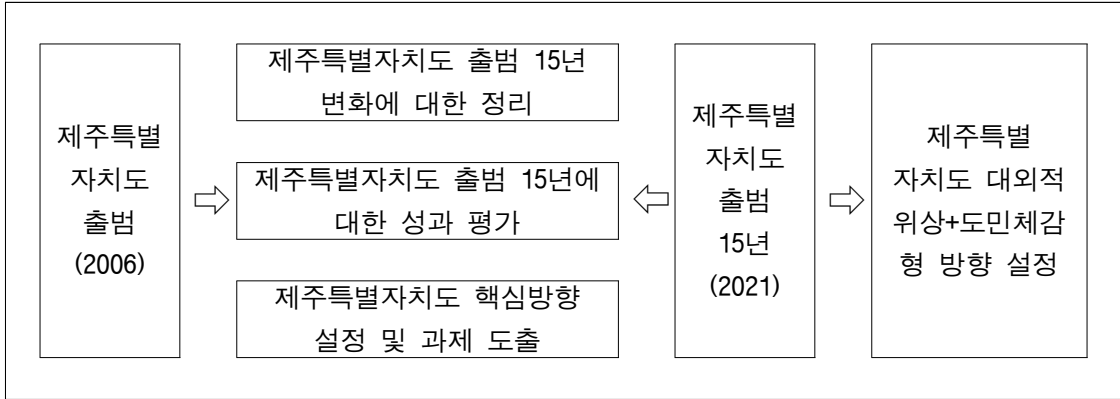 제주특별
자치도
출범
(2006)
제주특별자치도 출범 15년
변화에 대한 정리
제주특별자치도 출범 15년에
대한 성과 평가
제주특별자치도 핵심방향
설정 및 과제 도출
제주특별
자치도
출범
15년
(2021)
제주특별
자치도 대외적
위상+도민체감
형 방향 설정